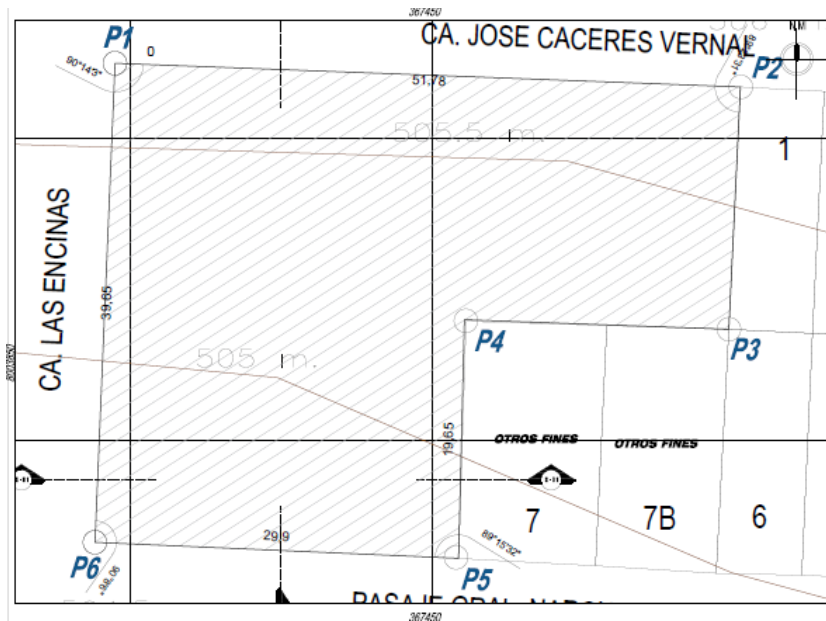 367450
CA. JOSE CACERES VERNAL
N.M
P1
0
90°14'3"
51,78
P2
505.5 m.
1
CA. LAS ENCINAS
39,65
8003650
P4
P3
505 m.
19,65
OTROS FINES
OTROS FINES
7
7B
6
29,9
89°15'32"
P6
P5
367450